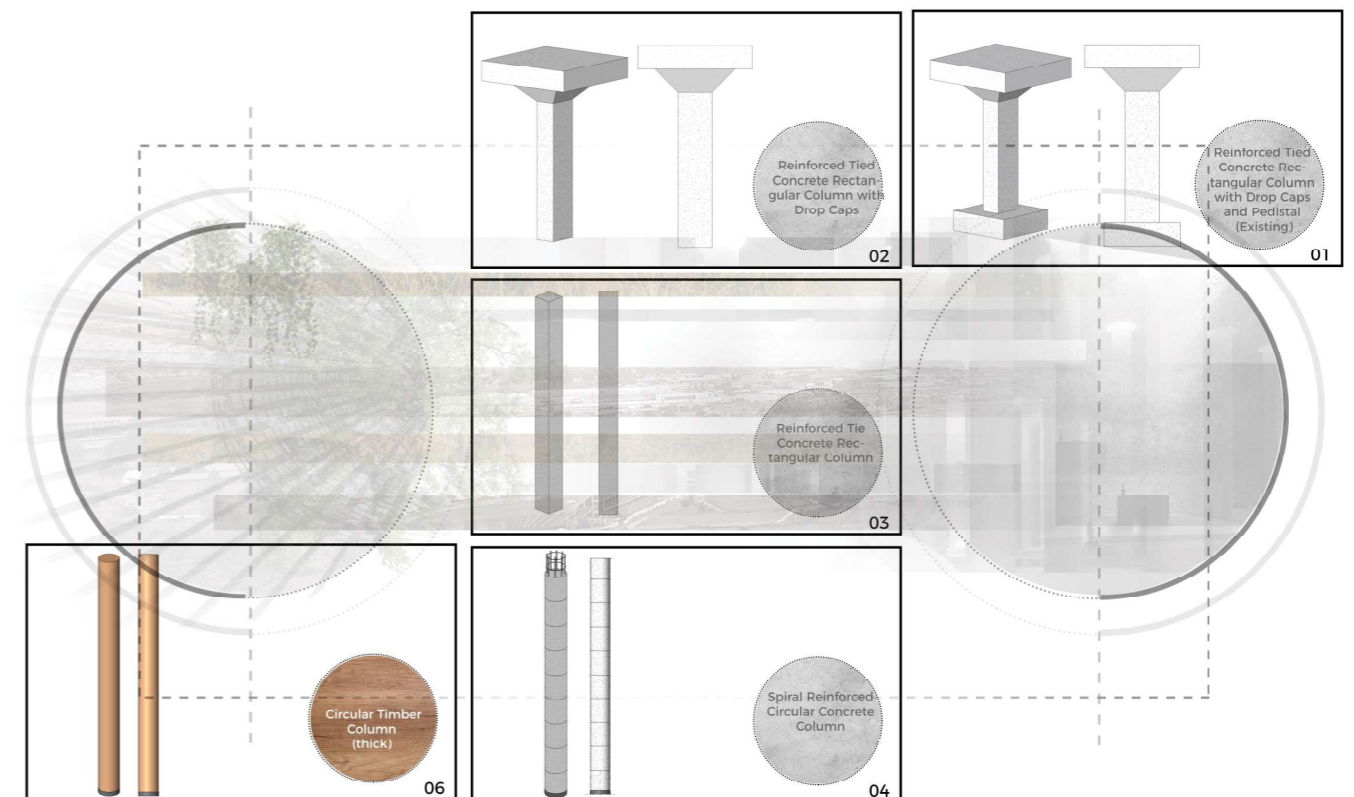 Reinforced Tied
Concrete Rectan-
gular Column with
Drop Caps
02
Reinforced Tied
Concrete Rec-
tangular Column
with Drop Caps
and Pedistal
(Existing)
01
Reinforced Tie
Concrete Rec-
tangular Column
03
Circular Timber
Column
(thick)
06
Spiral Reinforced
Circular Concrete
Column
04